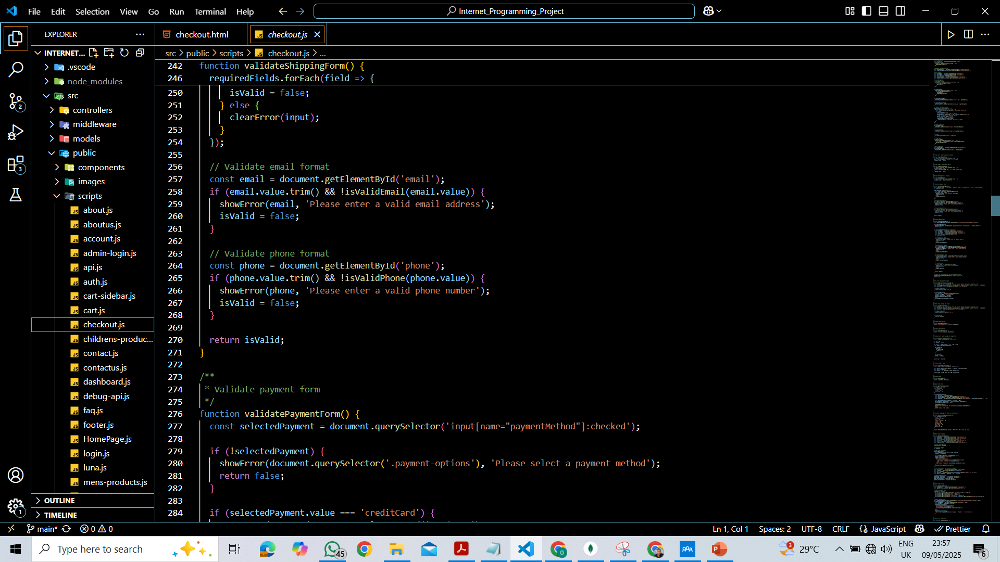 File Edit Selection View Go Run Terminal Help
Internet_Programming_Project
EXPLORER
INTERNET...
.vscode
node_modules
src
controllers
middleware
models
public
components
images
scripts
about.js
aboutus.js
account.js
admin-login.js
api.js
auth.js
cart-sidebar.js
cart.js
checkout.js
childrens-produc...
contact.js
contactus.js
dashboard.js
debug-api.js
faq.js
footer.js
HomePage.js
login.js
luna.js
mens-products.js
OUTLINE
TIMELINE
2
3
1
checkout.html
checkout.js
src > public > scripts > JS checkout.js > ...
242 function validateShippingForm() {
246 requiredFields.forEach(field => {
250 isValid = false;
251 } else {
252 clearError(input);
253 }
254 });
255
256 // Validate email format
257 const email = document.getElementById('email');
258 if (email.value.trim() && !isValidEmail(email.value)) {
259 showError(email, 'Please enter a valid email address');
260 isValid = false;
261 }
262
263 // Validate phone format
264 const phone = document.getElementById('phone');
265 if (phone.value.trim() && !isValidPhone(phone.value)) {
266 showError(phone, 'Please enter a valid phone number');
267 isValid = false;
268 }
269
270 return isValid;
271 }
272
273 /**
274 * Validate payment form
275 */
276 function validatePaymentForm() {
277 const selectedPayment = document.querySelector('input[name="paymentMethod"]:checked');
278
279 if (!selectedPayment) {
280 showError(document.querySelector('.payment-options'), 'Please select a payment method');
281 return false;
282 }
283
284 if (selectedPayment.value === 'creditCard') {
main* 0 0
Ln 1, Col 1 Spaces: 2 UTF-8 CRLF {} JavaScript Prettier
Type here to search
45
3
29°C
ENG
UK
23:57
09/05/2025
6